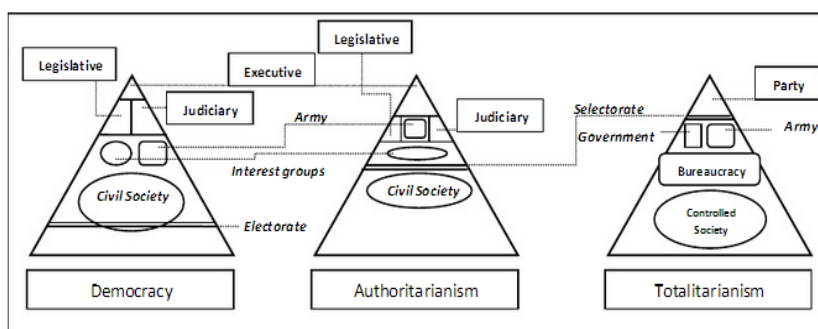 Legislative
Legislative
Executive
Party
Judiciary
Army
Judiciary
Selectorate
Government
Army
Interest groups
Bureaucracy
Civil Society
Civil Society
Controlled
Society
Electorate
Democracy
Authoritarianism
Totalitarianism